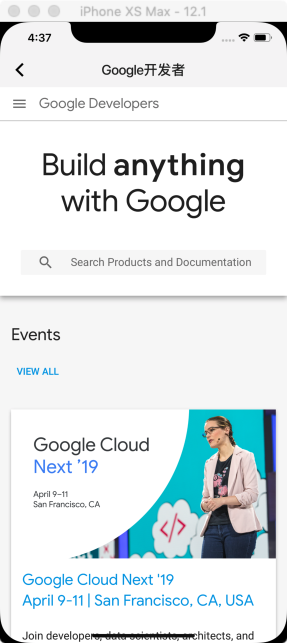 iPhone XS Max - 12.1
4:37
Google开发者
Google Developers
Build anything
with Google
Search Products and Documentation
Events
VIEW ALL
Google Cloud
Next '19
April 9–11
San Francisco, CA
Google Cloud Next '19
April 9-11 | San Francisco, CA, USA
Join developers, data scientists, architects, and